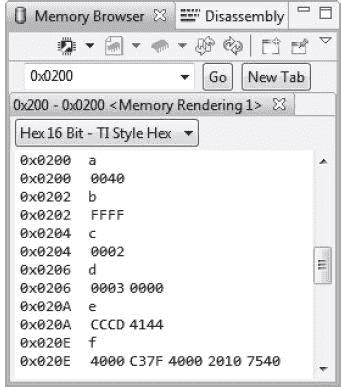 Memory Browser Disassembly
0x0200 Go New Tab
0x200 - 0x0200 <Memory Rendering 1>
Hex 16 Bit - TI Style Hex
0x0200 a
0x0200 0040
0x0202 b
0x0202 FFFF
0x0204 c
0x0204 0002
0x0206 d
0x0206 0003 0000
0x020A e
0x020A CCCD 4144
0x020E f
0x020E 4000 C37F 4000 2010 7540